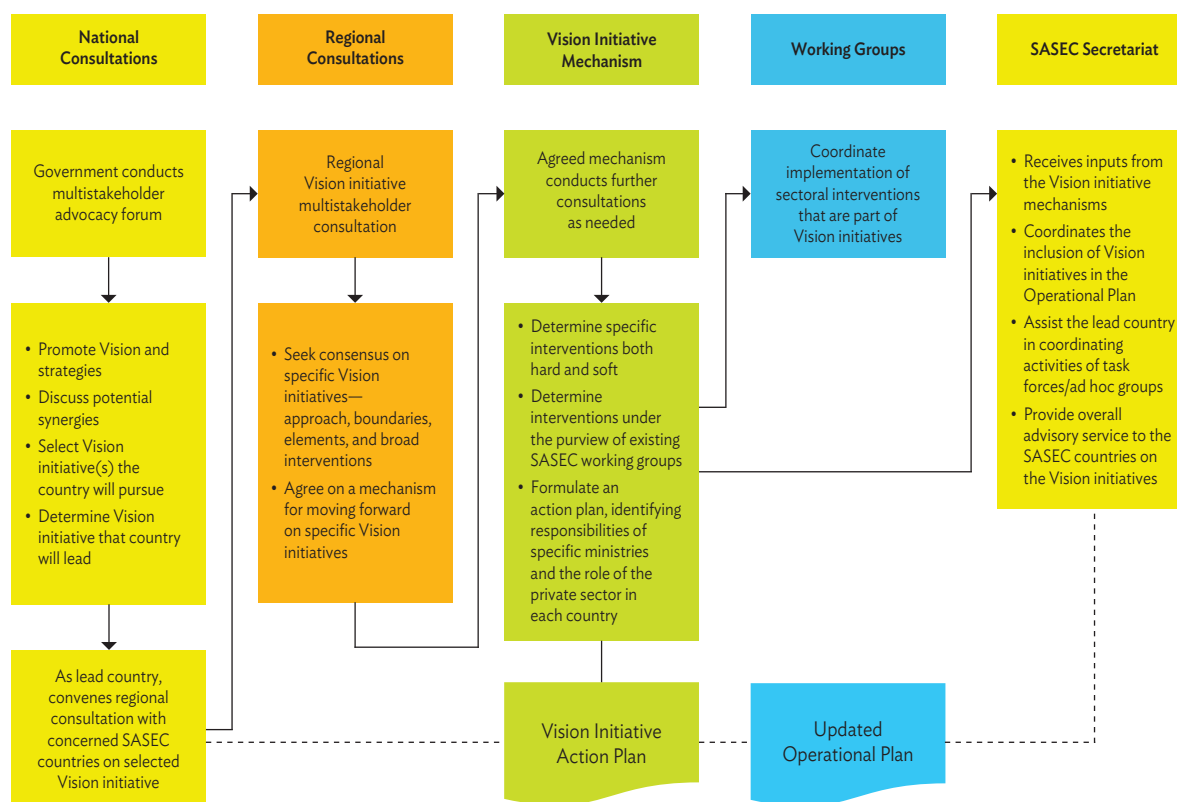 National
Consultations
Regional
Consultations
Vision Initiative
Mechanism
Working Groups
SASEC Secretariat
Government conducts
multistakeholder
advocacy forum
• Promote Vision and
strategies
• Discuss potential
synergies
• Select Vision
initiative(s) the
country will pursue
• Determine Vision
initiative that country
will lead
As lead country,
convenes regional
consultation with
concerned SASEC
countries on selected
Vision initiative
Regional
Vision initiative
multistakeholder
consultation
• Seek consensus on
specific Vision
initiatives—
approach, boundaries,
elements, and broad
interventions
• Agree on a mechanism
for moving forward
on specific Vision
initiatives
Agreed mechanism
conducts further
consultations
as needed
• Determine specific
interventions both
hard and soft
• Determine
interventions under
the purview of existing
SASEC working groups
• Formulate an
action plan, identifying
responsibilities of
specific ministries
and the role of the
private sector in
each country
Vision Initiative
Action Plan
Coordinate
implementation of
sectoral interventions
that are part of
Vision initiatives
Updated
Operational Plan
• Receives inputs from
the Vision initiative
mechanisms
• Coordinates the
inclusion of Vision
initiatives in the
Operational Plan
• Assist the lead country
in coordinating
activities of task
forces/ad hoc groups
• Provide overall
advisory service to the
SASEC countries on
the Vision initiatives